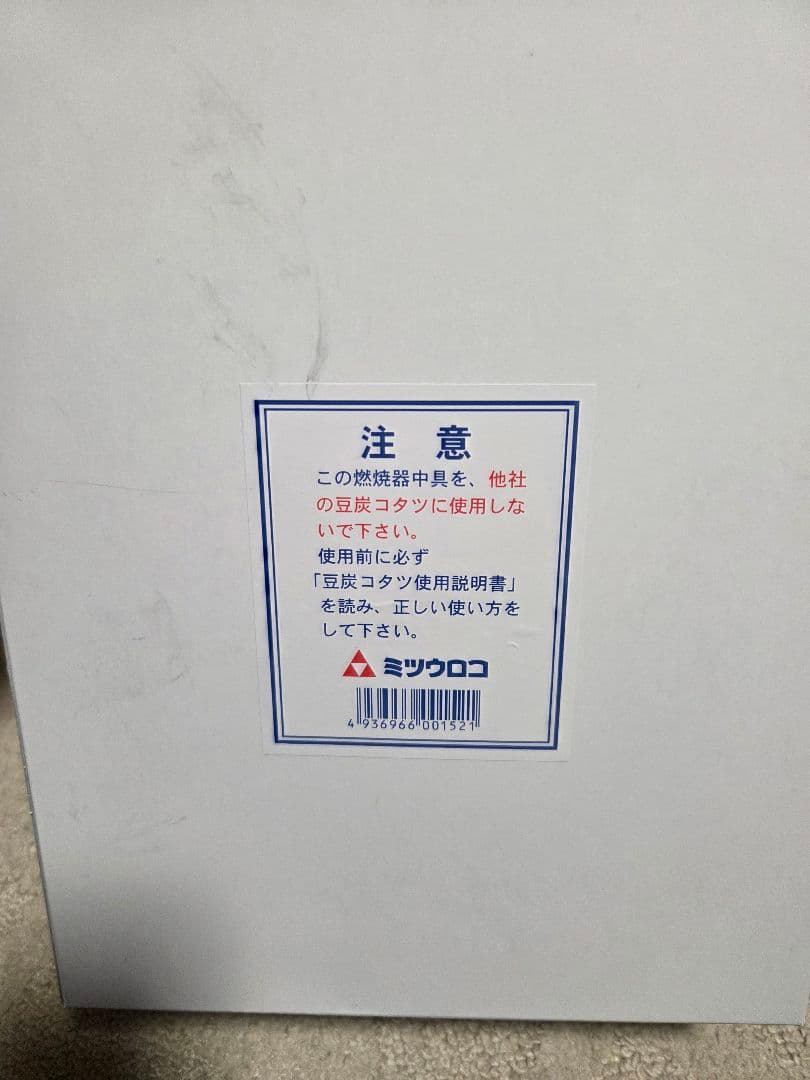 注 意
この燃焼器中具を、他社
の豆炭コタツに使用しな
いで下さい。
使用前に必ず
「豆炭コタツ使用説明書」
を読み、正しい使い方を
して下さい。
ミツウロコ
4 936966 001521